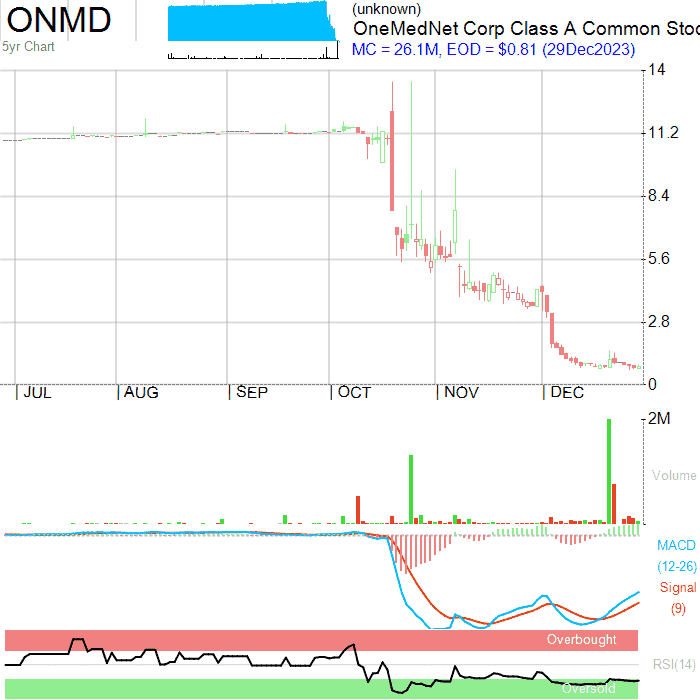 ONMD
5yr Chart
(unknown)
OneMedNet Corp Class A Common Stoc
MC = 26.1M, EOD = $0.81 (29Dec2023)
14
11.2
8.4
5.6
2.8
0
JUL AUG SEP OCT NOV DEC
2M
Volume
MACD
(12-26)
Signal
(9)
Overbought
RSI(14)
Oversold